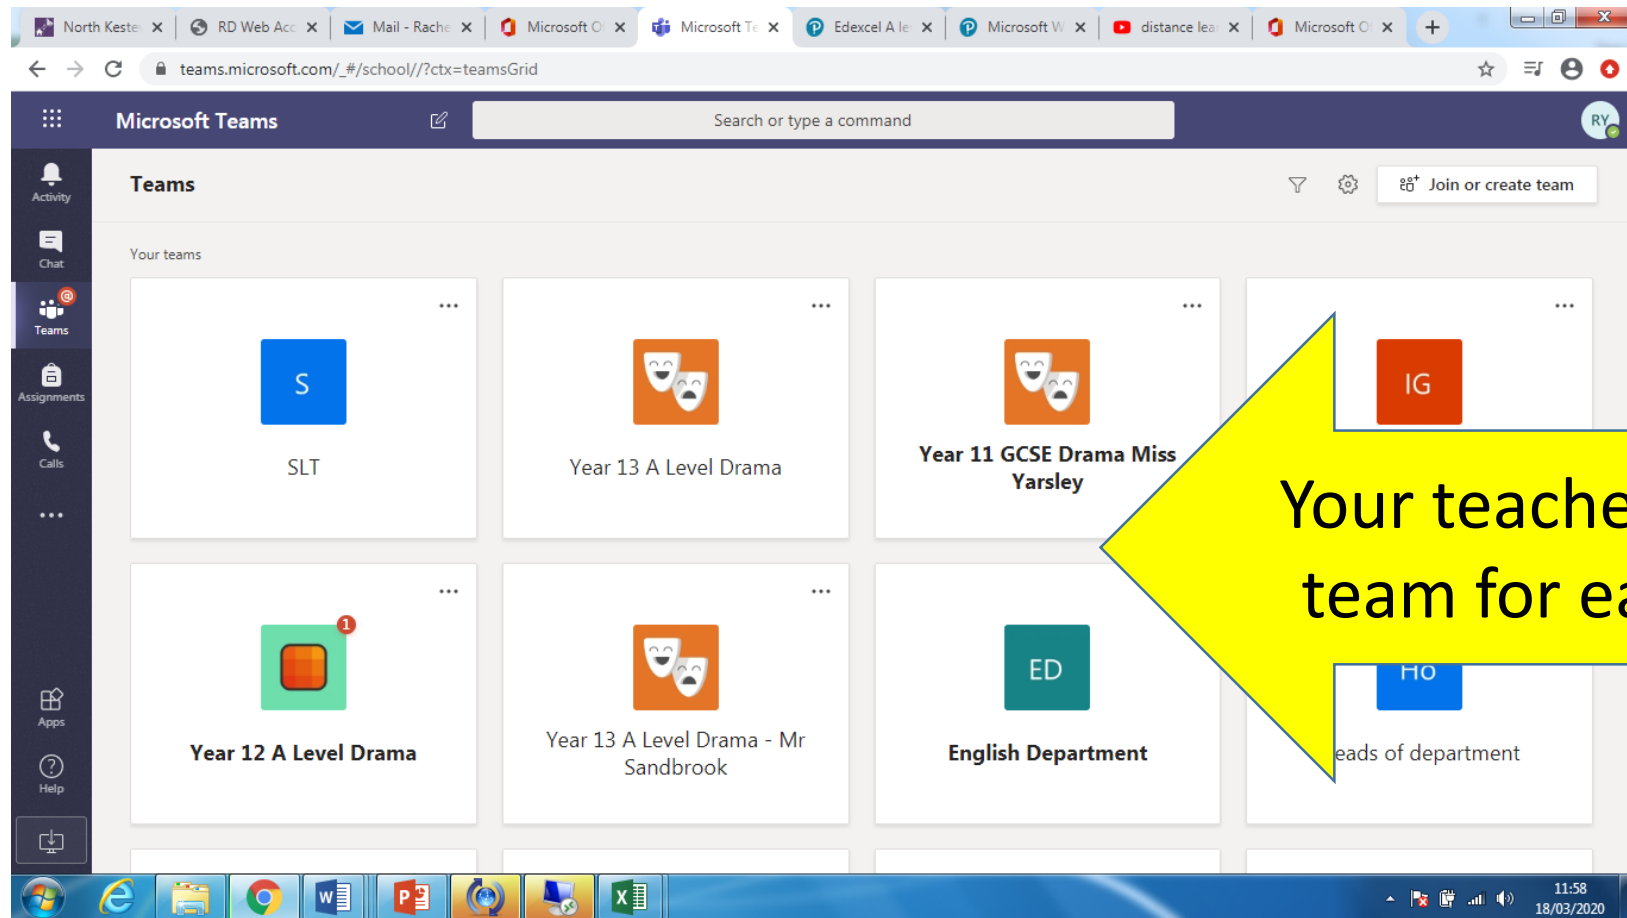 North Keste
RD Web Acc
Mail - Rache
Microsoft O
Microsoft Te
Edexcel A le
Microsoft W
distance lea
Microsoft O
teams.microsoft.com/_#/school//?ctx=teamsGrid
Microsoft Teams
Search or type a command
RY
Activity
Chat
Teams
Assignments
Calls
Apps
Help
Teams
Join or create team
Your teams
S
SLT
Year 13 A Level Drama
Year 11 GCSE Drama Miss
Yarsley
IG
1
Year 12 A Level Drama
Year 13 A Level Drama - Mr
Sandbrook
ED
English Department
Ho
eads of department
Your teache
team for ea
11:58
18/03/2020